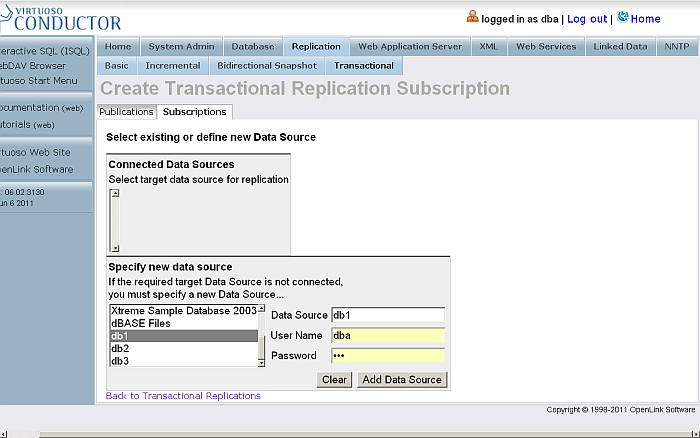 VIRTUOSO
CONDUCTOR
logged in as dba | Log out | Home
teractive SQL (ISQL)
ebDAV Browser
rtuoso Start Menu
ocumentation (web)
utorials (web)
rtuoso Web Site
penLink Software
: 06.02.3130
un 6 2011
Home System Admin Database Replication Web Application Server XML Web Services Linked Data NNTP
Basic Incremental Bidirectional Snapshot Transactional
Create Transactional Replication Subscription
Publications Subscriptions
Select existing or define new Data Source
Connected Data Sources
Select target data source for replication
Specify new data source
If the required target Data Source is not connected,
you must specify a new Data Source...
Xtreme Sample Database 2003
dBASE Files
db1
db2
db3
Data Source db1
User Name dba
Password •••
Clear Add Data Source
Back to Transactional Replications
Copyright © 1998-2011 OpenLink Software